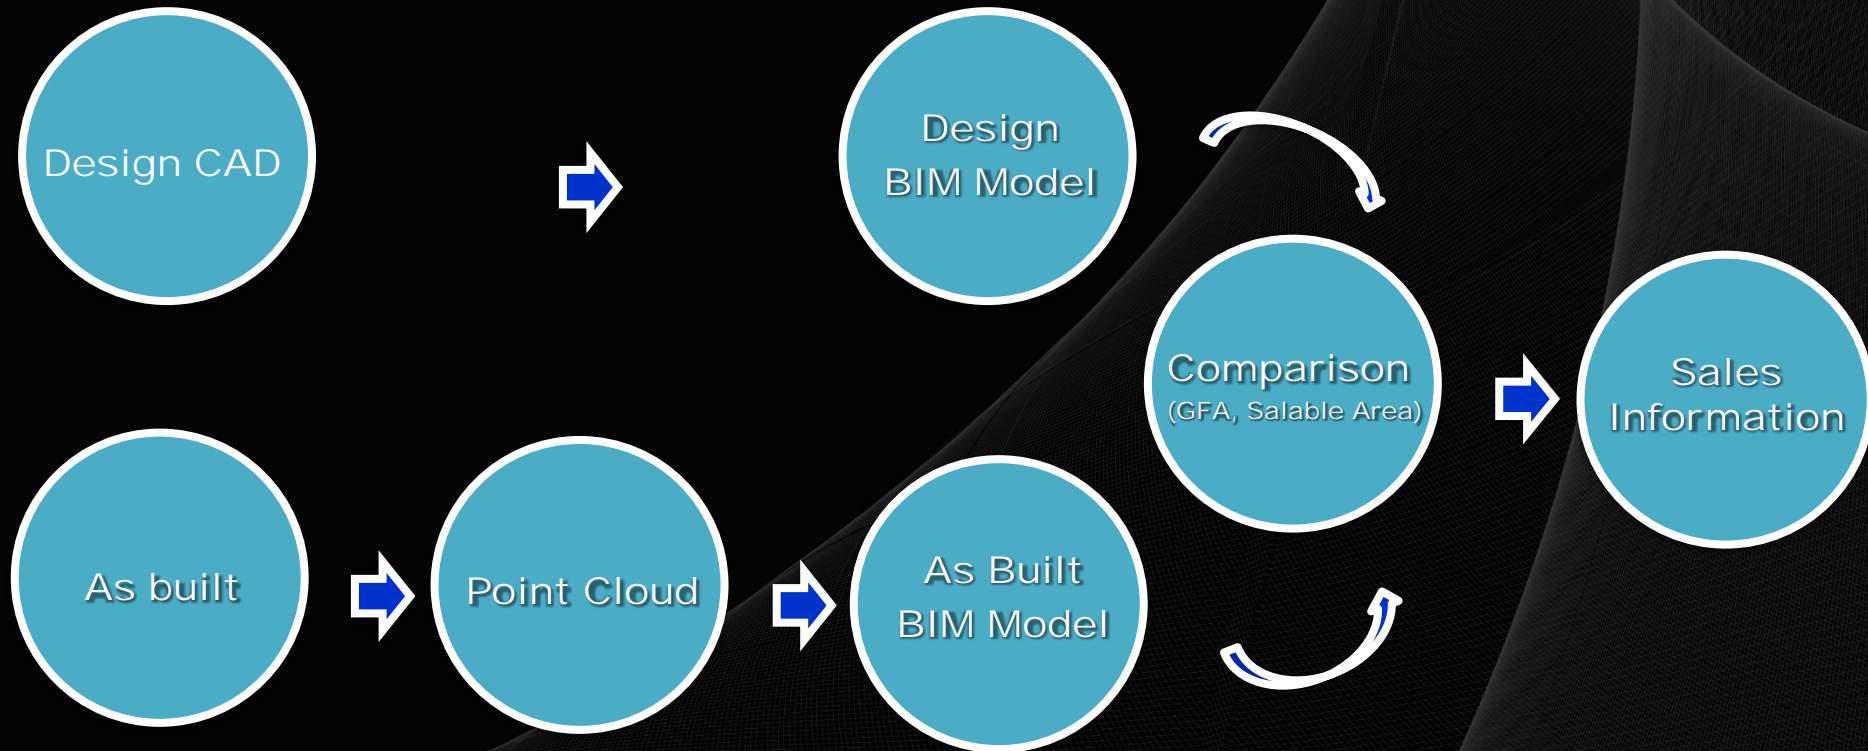 Design CAD
Design
BIM Model
Comparison
(GFA, Salable Area)
Sales
Information
As built
Point Cloud
As Built
BIM Model